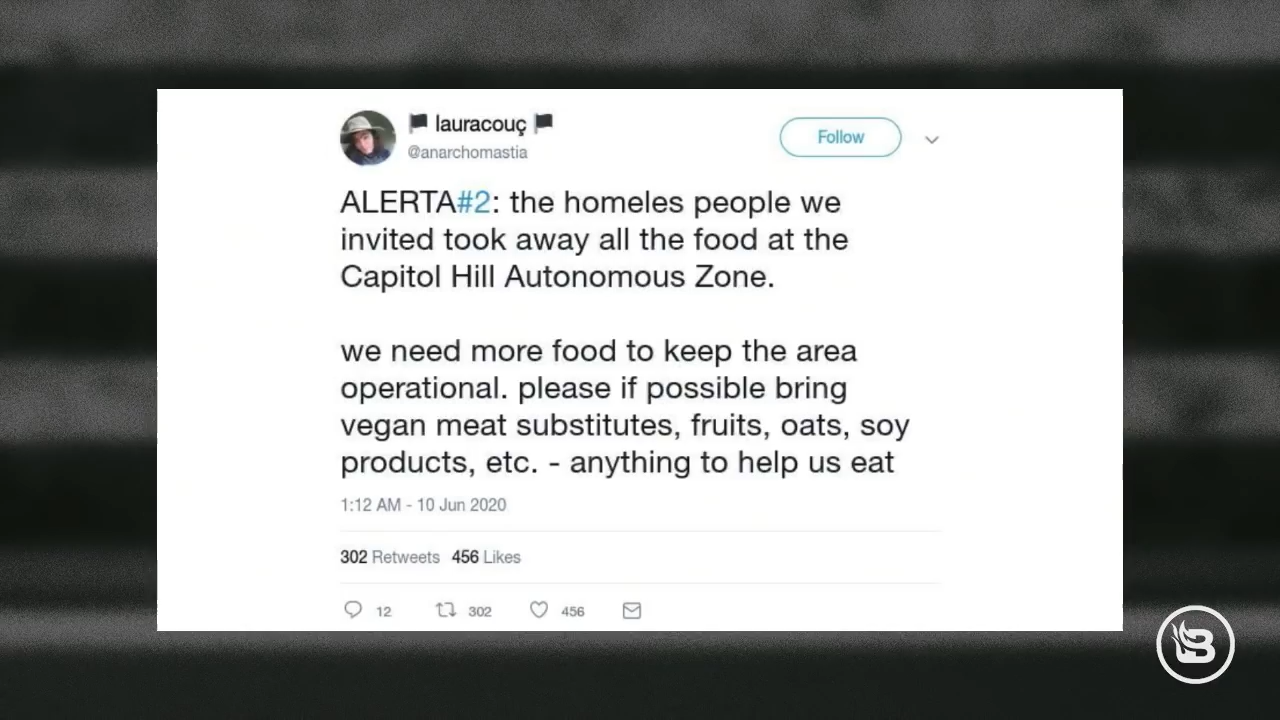 🏴 lauracouç 🏴
Follow
@anarchomastia
ALERTA#2: the homeles people we
invited took away all the food at the
Capitol Hill Autonomous Zone.
we need more food to keep the area
operational. please if possible bring
vegan meat substitutes, fruits, oats, soy
products, etc. - anything to help us eat
1:12 AM - 10 Jun 2020
302 Retweets 456 Likes
12 302 456
B